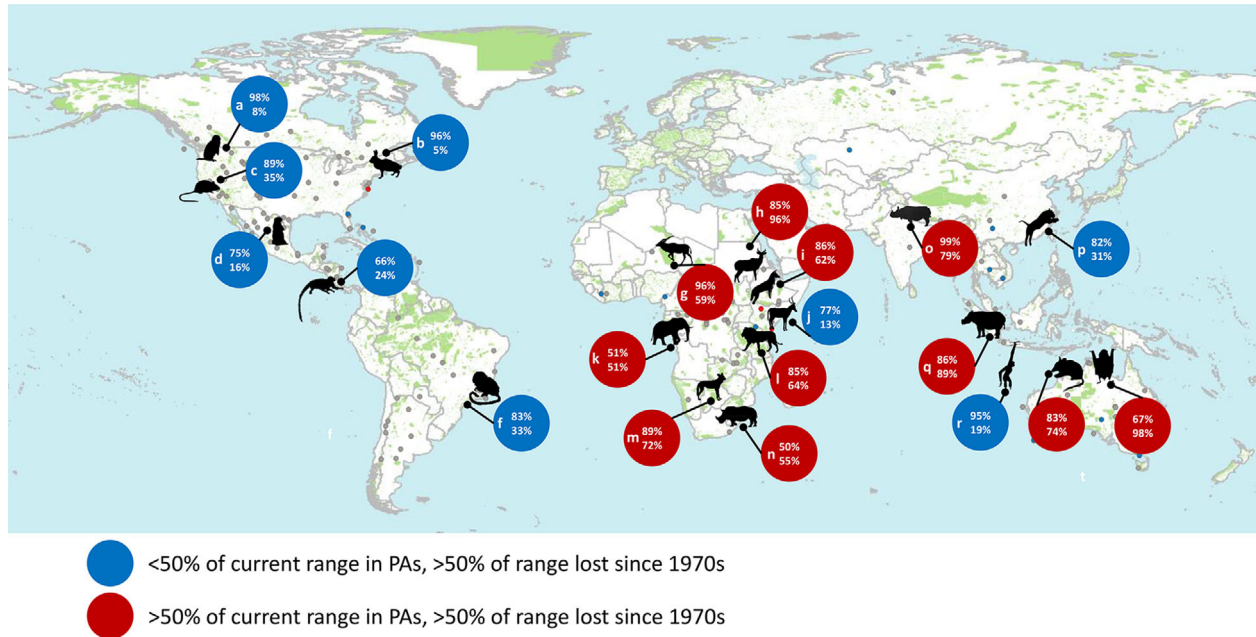 a
98%
8%
b
96%
5%
c
89%
35%
d
75%
16%
66%
24%
f
83%
33%
f
g
96%
59%
h
85%
96%
i
86%
62%
j
77%
13%
k
51%
51%
l
85%
64%
m
89%
72%
n
50%
55%
o
99%
79%
p
82%
31%
q
86%
89%
r
95%
19%
83%
74%
67%
98%
t
<50% of current range in PAs, >50% of range lost since 1970s
>50% of current range in PAs, >50% of range lost since 1970s